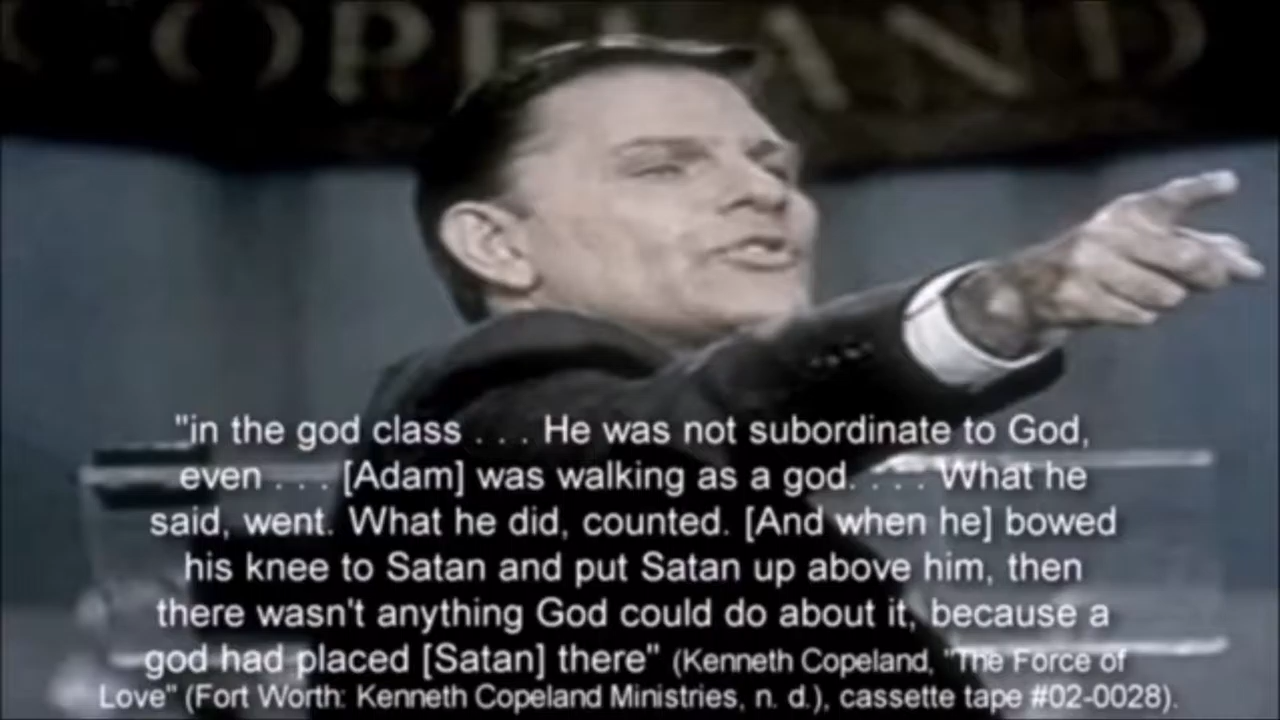 COPELAND
"in the god class . . . He was not subordinate to God,
even . . . [Adam] was walking as a god. . . . What he
said, went. What he did, counted. [And when he] bowed
his knee to Satan and put Satan up above him, then
there wasn't anything God could do about it, because a
god had placed [Satan] there" (Kenneth Copeland, "The Force of
Love" (Fort Worth: Kenneth Copeland Ministries, n. d.), cassette tape #02-0028).